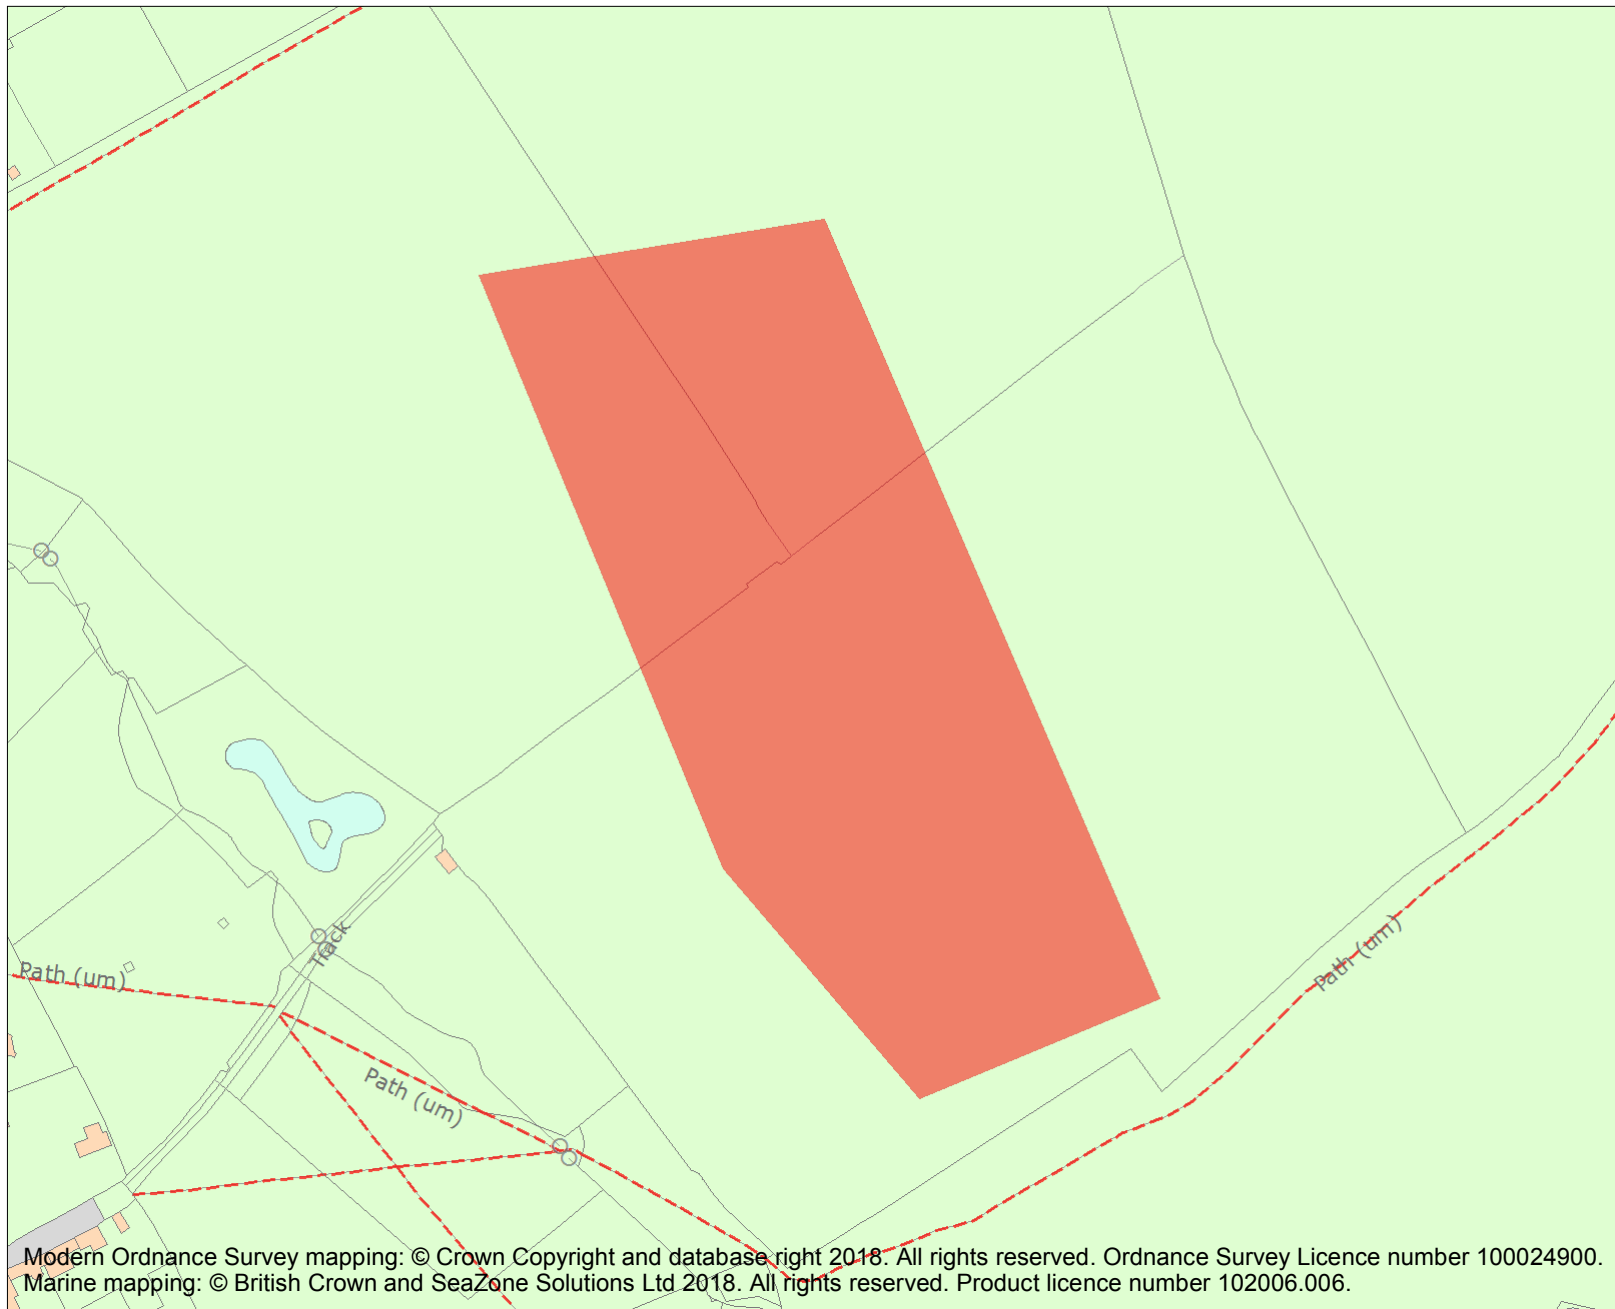 Path (um)
Track
Path (um)
Path (um)
Modern Ordnance Survey mapping: © Crown Copyright and database right 2018. All rights reserved. Ordnance Survey Licence number 100024900.
Marine mapping: © British Crown and SeaZone Solutions Ltd 2018. All rights reserved. Product licence number 102006.006.